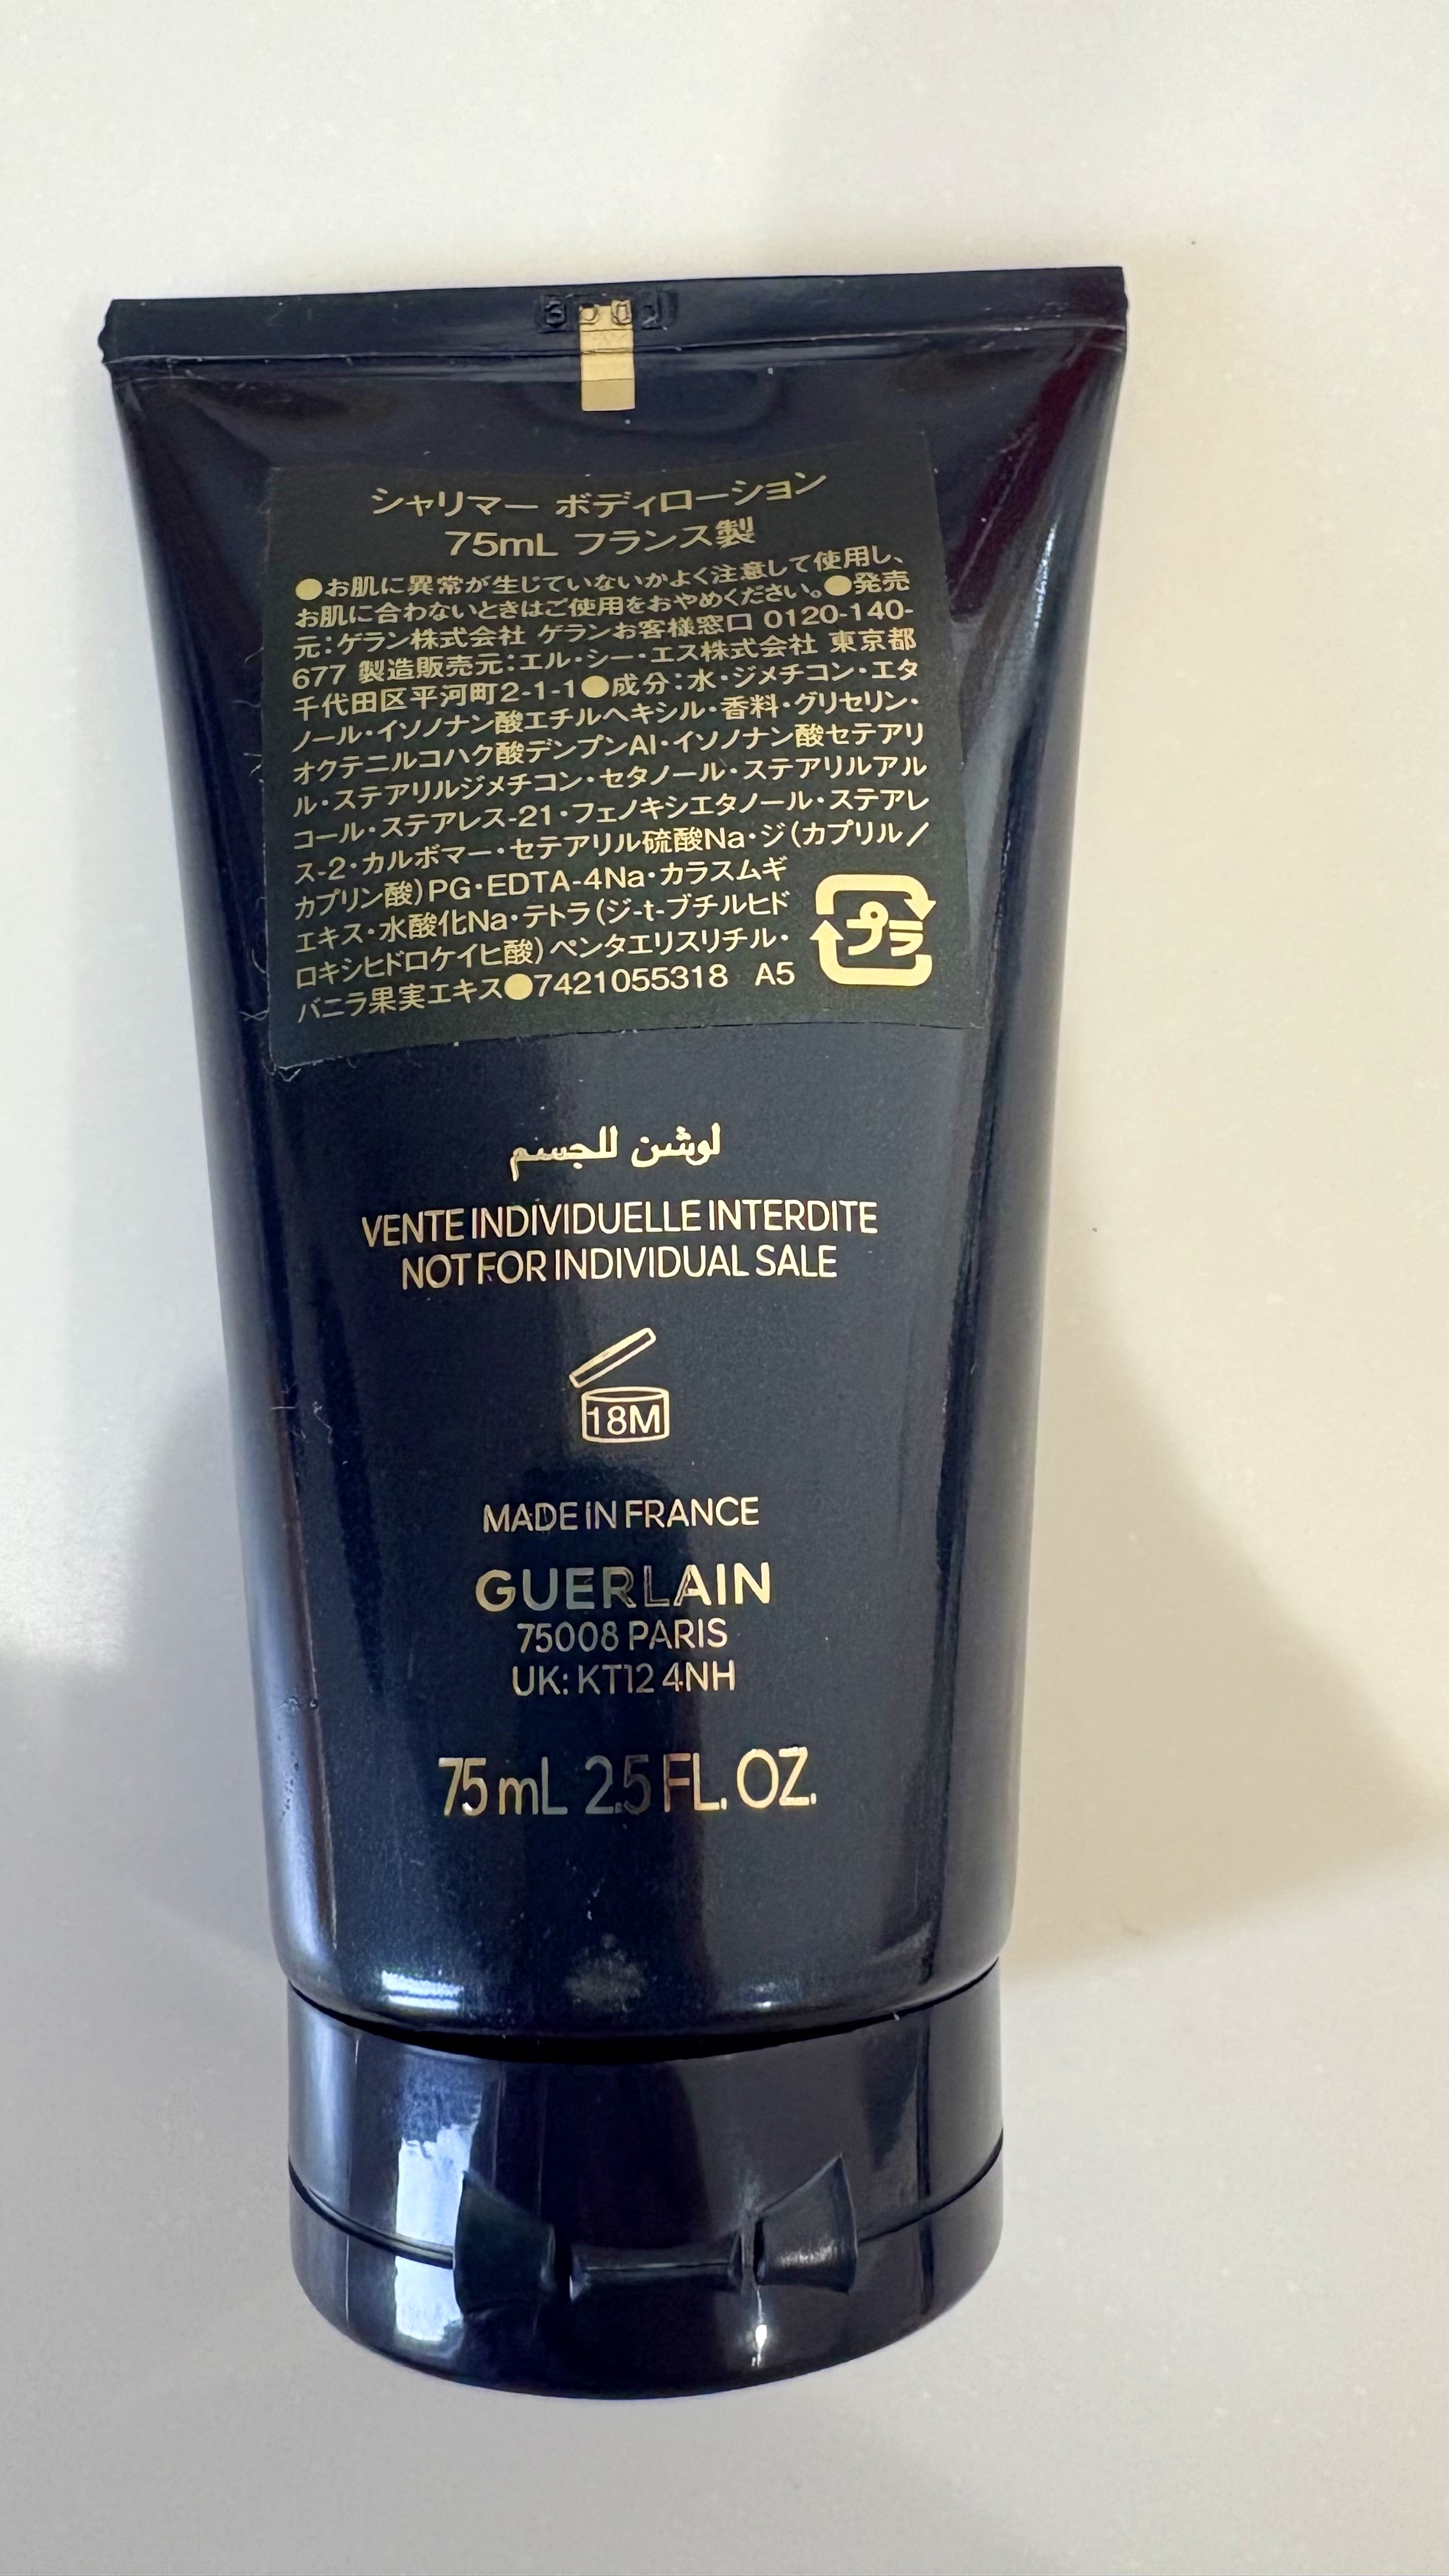 シャリマー ボディローション
75mL フランス製
●お肌に異常が生じていないかよく注意して使用し、
お肌に合わないときはご使用をおやめください。●発売
元:ゲラン株式会社 ゲランお客様窓口 0120-140-
677 製造販売元:エル・シー・エス株式会社 東京都
千代田区平河町2-1-1●成分:水・ジメチコン・エタ
ノール・イソノナン酸エチルヘキシル・香料・グリセリン・
オクテニルコハク酸デンプンAl・イソノナン酸セテアリ
ル・ステアリルジメチコン・セタノール・ステアリルアル
コール・ステアレス-21・フェノキシエタノール・ステアレ
ス-2・カルボマー・セテアリル硫酸Na・ジ(カプリル/
カプリン酸)PG・EDTA-4Na・カラスムギ
エキス・水酸化Na・テトラ(ジ-t-ブチルヒド
ロキシヒドロケイヒ酸)ペンタエリスリチル・
バニラ果実エキス●7421055318 A5
プラ
لوشن للجسم
VENTE INDIVIDUELLE INTERDITE
NOT FOR INDIVIDUAL SALE
18M
MADE IN FRANCE
GUERLAIN
75008 PARIS
UK: KT12 4NH
75 mL 2.5 FL. OZ.